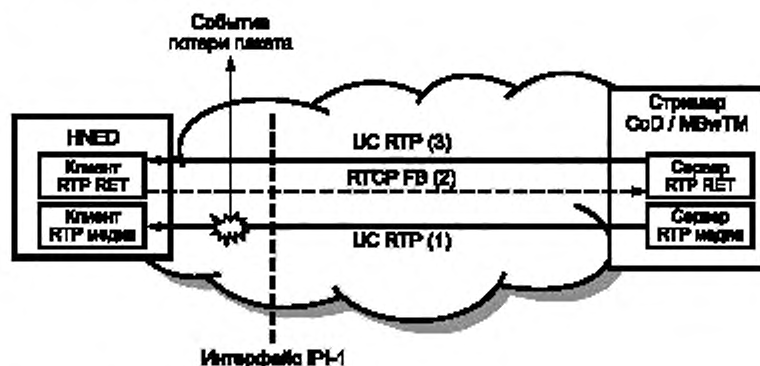 Событие
потери пакета
HNED
Клиент
RTP RET
Клиент
RTP медиа
UC RTP (3)
RTCP FB (2)
UC RTP (1)
Стример
CoD / MBwTM
Сервер
RTP RET
Сервер
RTP медиа
Интерфейс IPI-1